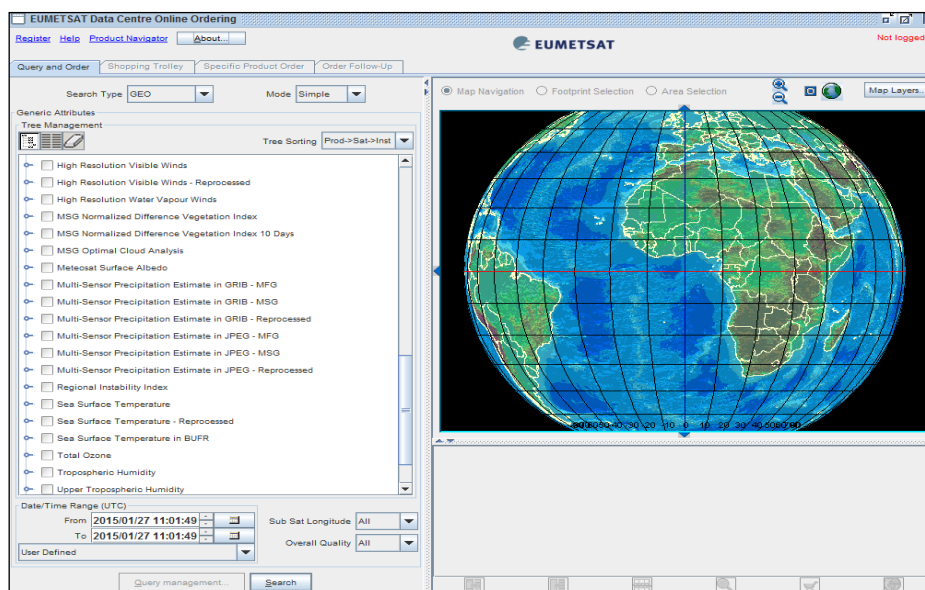 EUMETSAT Data Centre Online Ordering
Register Help Product Navigator About...
EUMETSAT
Not logged
Query and Order Shopping Trolley Specific Product Order Order Follow-Up
Search Type GEO Mode Simple
Map Navigation Footprint Selection Area Selection Map Layers...
Generic Attributes
Tree Management
Tree Sorting Prod->Sat->Inst
High Resolution Visible Winds
High Resolution Visible Winds - Reprocessed
High Resolution Water Vapour Winds
MSG Normalized Difference Vegetation Index
MSG Normalized Difference Vegetation Index 10 Days
MSG Optimal Cloud Analysis
Meteosat Surface Albedo
Multi-Sensor Precipitation Estimate in GRIB - MFG
Multi-Sensor Precipitation Estimate in GRIB - MSG
Multi-Sensor Precipitation Estimate in GRIB - Reprocessed
Multi-Sensor Precipitation Estimate in JPEG - MFG
Multi-Sensor Precipitation Estimate in JPEG - MSG
Multi-Sensor Precipitation Estimate in JPEG - Reprocessed
Regional Instability Index
Sea Surface Temperature
Sea Surface Temperature - Reprocessed
Sea Surface Temperature in BUFR
Total Ozone
Tropospheric Humidity
Upper Tropospheric Humidity
-40 -30 -20 -10 0 10 20 30 40
Date/Time Range (UTC)
From 2015/01/27 11:01:49 Sub Sat Longitude All
To 2015/01/27 11:01:49
Overall Quality All
User Defined
Query management... Search